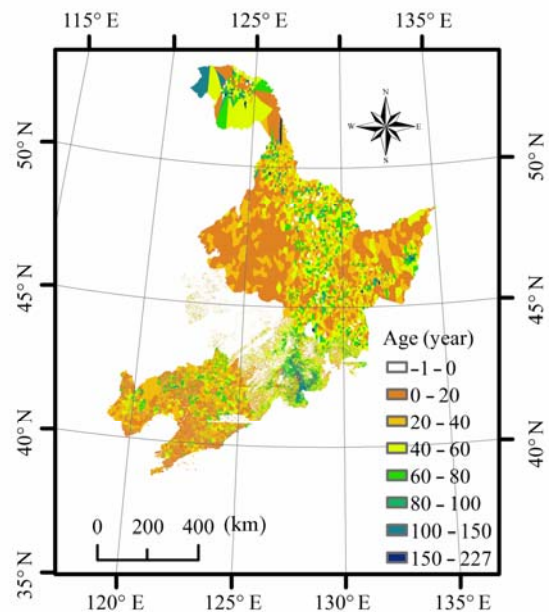 115° E 125° E 135° E
N
W E
S
50° N 50° N
45° N 45° N
40° N 40° N
35° N
Age (year)
-1 - 0
0 - 20
20 - 40
40 - 60
60 - 80
80 - 100
100 - 150
150 - 227
0 200 400 (km)
120° E 125° E 130° E 135° E